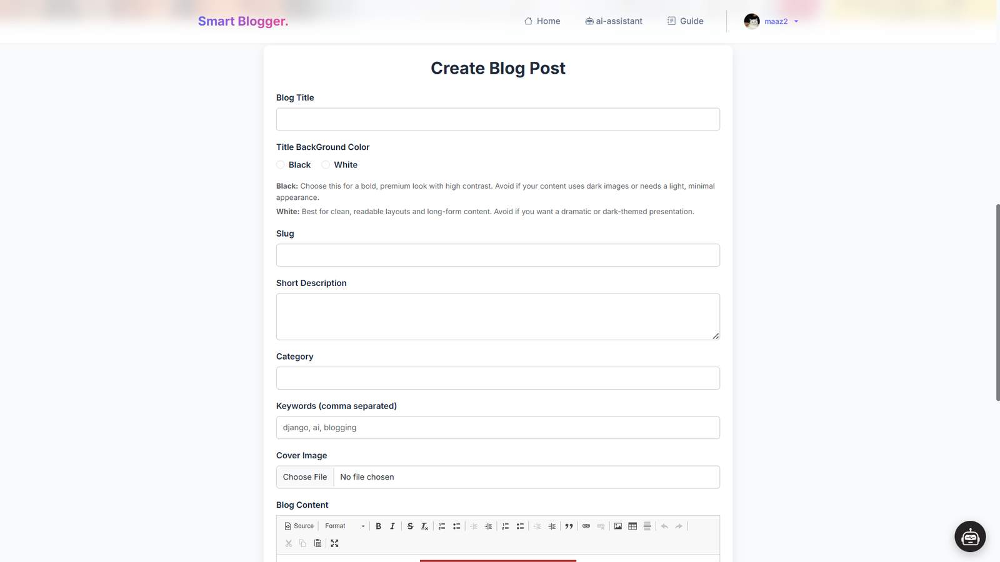 Smart Blogger.
Home
ai-assistant
Guide
maaz2
Create Blog Post
Blog Title
Title BackGround Color
Black
White
Black: Choose this for a bold, premium look with high contrast. Avoid if your content uses dark images or needs a light, minimal
appearance.
White: Best for clean, readable layouts and long-form content. Avoid if you want a dramatic or dark-themed presentation.
Slug
Short Description
Category
Keywords (comma separated)
django, ai, blogging
Cover Image
Choose File No file chosen
Blog Content
Source Format